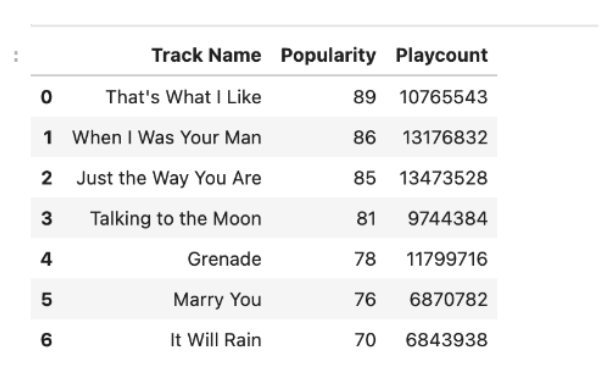 Track Name Popularity Playcount
0 That's What I Like 89 10765543
1 When I Was Your Man 86 13176832
2 Just the Way You Are 85 13473528
3 Talking to the Moon 81 9744384
4 Grenade 78 11799716
5 Marry You 76 6870782
6 It Will Rain 70 6843938